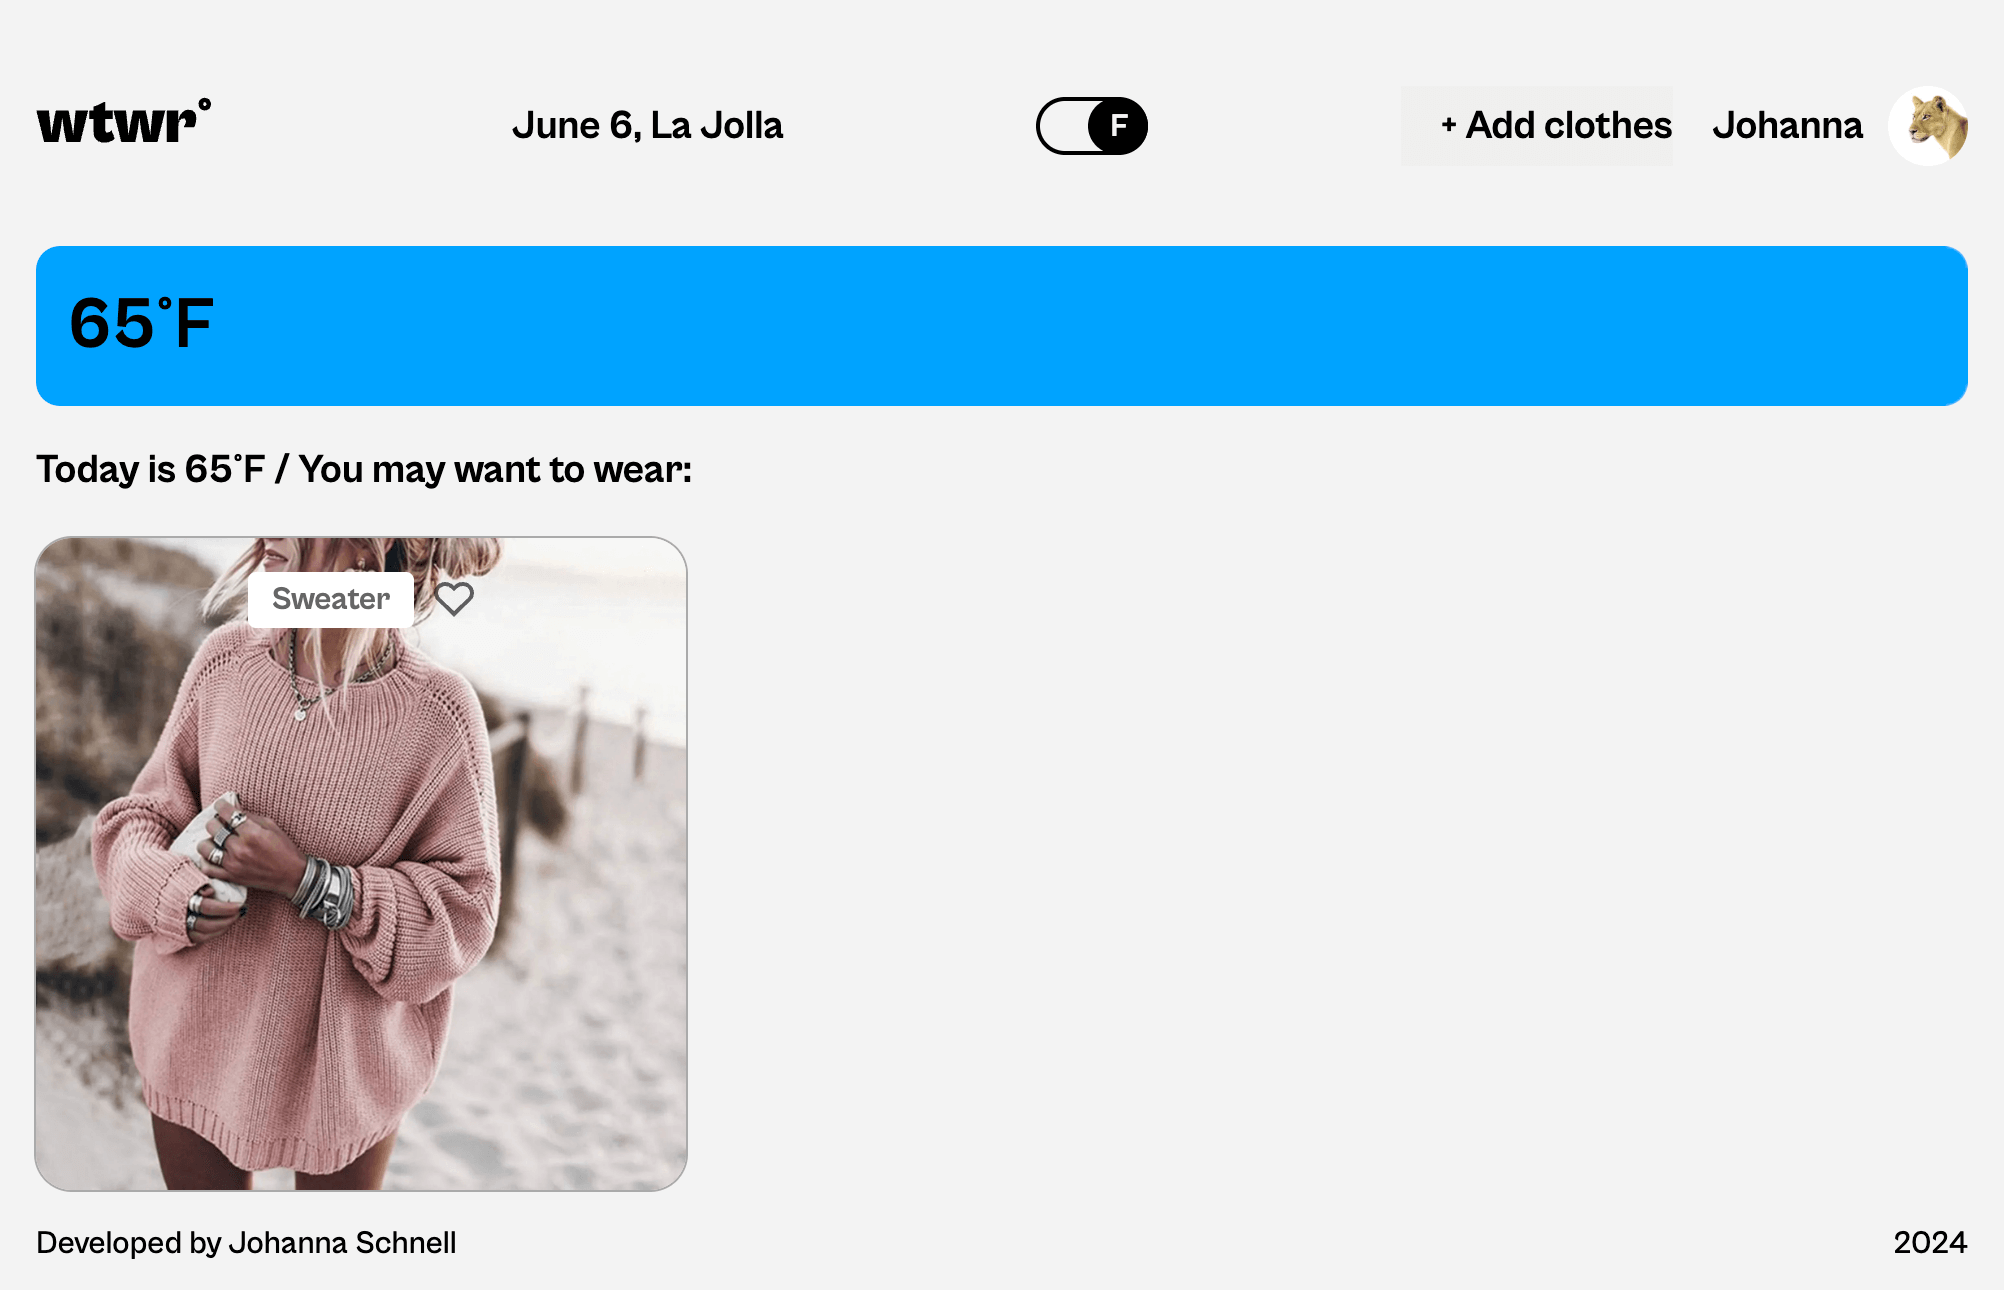 wtwr°
June 6, La Jolla
F
+ Add clothes
Johanna
65°F
Today is 65°F / You may want to wear:
Sweater
Developed by Johanna Schnell
2024